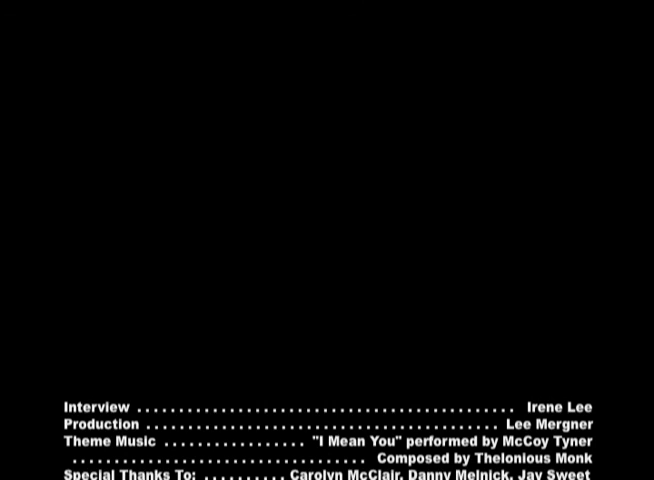 Interview . . . . . . . . . . . . . . . . . . . . . . . . . . . . . . . . . . . . . . . . . . . . . Irene Lee
Production . . . . . . . . . . . . . . . . . . . . . . . . . . . . . . . . . . . . . . . . . . Lee Mergner
Theme Music . . . . . . . . . . . . . . . . . "I Mean You" performed by McCoy Tyner
. . . . . . . . . . . . . . . . . . . . . . . . . . . . . . . . . . . Composed by Thelonious Monk
Special Thanks To: . . . . . . . . . . Carolyn McClair, Danny Melnick, Jay Sweet